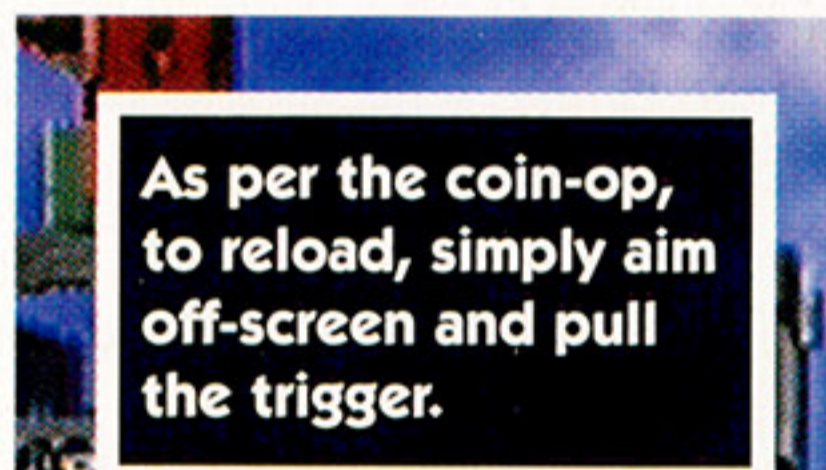 As per the coin-op,
to reload, simply aim
off-screen and pull
the trigger.